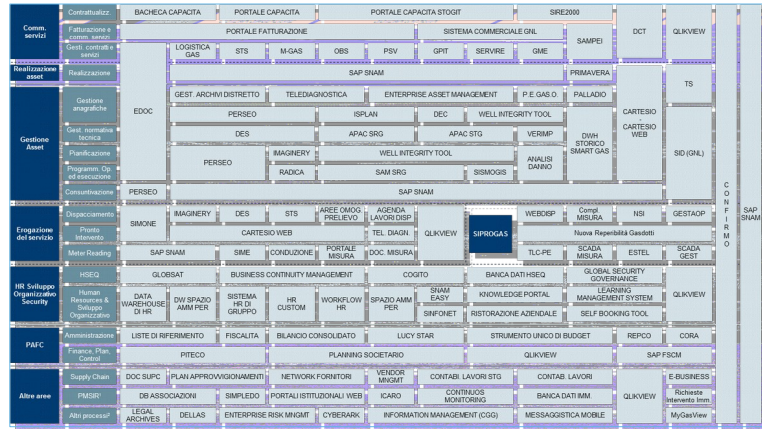 Comm. servizi
Contrattualizz.
BACHECA CAPACITA
PORTALE CAPACITA
PORTALE CAPACITA STOGIT
SIRE2000
DCT
QLIKVIEW
Fatturazione e comm. servizi
PORTALE FATTURAZIONE
SISTEMA COMMERCIALE GNL
SAMPEI
Gesti. contratti e servizi
EDOC
LOGISTICA GAS
STS
M-GAS
OBS
PSV
GPIT
SERVIRE
GME
Realizzazione asset
Realizzazione
SAP SNAM
PRIMAVERA
CARTESIO - CARTESIO WEB
TS
Gestione Asset
Gestione anagrafiche
GEST. ARCHIVI DISTRETTO
TELEDIAGNOSTICA
ENTERPRISE ASSET MANAGEMENT
P.E.GAS.O.
PALLADIO
PERSEO
ISPLAN
DEC
WELL INTEGRITY TOOL
DWH STORICO SMART GAS
SID (GNL)
Gest. normativa tecnica
DES
APAC SRG
APAC STG
VERIMP
Pianificazione
PERSEO
IMAGINERY
WELL INTEGRITY TOOL
ANALISI DANNO
Programm. Op. ed esecuzione
RADICA
SAM SRG
SISMOGIS
Consuntivazione
PERSEO
SAP SNAM
CONFIRMO
SAP SNAM
Erogazione del servizio
Dispacciamento
SIMONE
IMAGINERY
DES
STS
AREE OMOG. PRELIEVO
AGENDA LAVORI DISP
QLIKVIEW
SIPROGAS
WEBDISP
Compl MISURA
NSI
GESTAOP
Pronto Intervento
CARTESIO WEB
TEL. DIAGN.
Nuova Reperibilità Gasdotti
Meter Reading
SAP SNAM
SIME
CONDUZIONE
PORTALE MISURA
DOC. MISURA
TLC-PE
SCADA MISURA
ESTEL
SCADA GEST
HR Sviluppo Organizzativo Security
HSEQ
GLOBSAT
BUSINESS CONTINUITY MANAGEMENT
COGITO
BANCA DATI HSEQ
GLOBAL SECURITY GOVERNANCE
QLIKVIEW
Human Resources & Sviluppo Organizzativo
DATA WAREHOUSE DI HR
DW SPAZIO AMM PER
SISTEMA HR DI GRUPPO
HR CUSTOM
WORKFLOW HR
SPAZIO AMM PER
SNAM EASY
KNOWLEDGE PORTAL
LEARNING MANAGEMENT SYSTEM
SINFONET
RISTORAZIONE AZIENDALE
SELF BOOKING TOOL
PAFC
Amministrazione
LISTE DI RIFERIMENTO
FISCALITA
BILANCIO CONSOLIDATO
LUCY STAR
STRUMENTO UNICO DI BUDGET
REPCO
CORA
Finance, Plan, Control
PITECO
PLANNING SOCIETARIO
QLIKVIEW
SAP FSCM
Altre aree
Supply Chain
DOC SUPC
PLAN APPROVVIGIONAMENTI
NETWORK FORNITORI
VENDOR MNGMT
CONTABI. LAVORI STG
CONTAB. LAVORI
QLIKVIEW
E-BUSINESS
PMSIR¹
DB ASSOCIAZIONI
SIMPLEDO
PORTALI ISTITUZIONALI WEB
ICARO
CONTINUOS MONITORING
BANCA DATI IMM.
Richieste Intervento Imm.
Altri processi²
LEGAL ARCHIVES
DELLAS
ENTERPRISE RISK MNGMT
CYBERARK
INFORMATION MANAGEMENT (CGG)
MESSAGGISTICA MOBILE
MyGasView